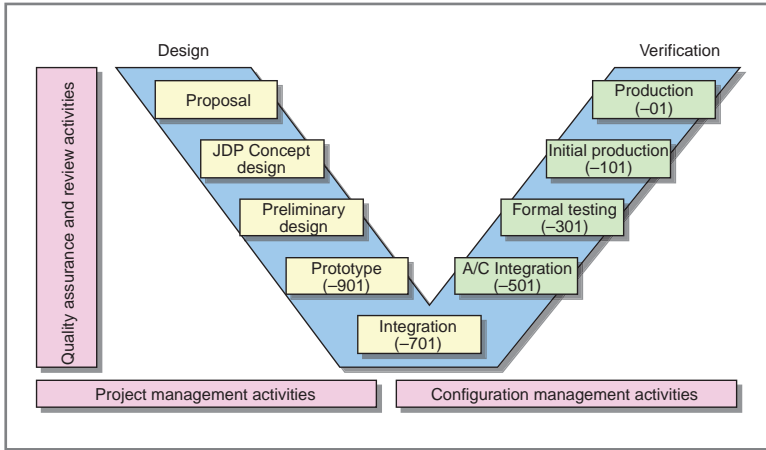 Design
Verification
Quality assurance and review activities
Proposal
JDP Concept
design
Preliminary
design
Prototype
(–901)
Integration
(–701)
A/C Integration
(–501)
Formal testing
(–301)
Initial production
(–101)
Production
(–01)
Project management activities
Configuration management activities